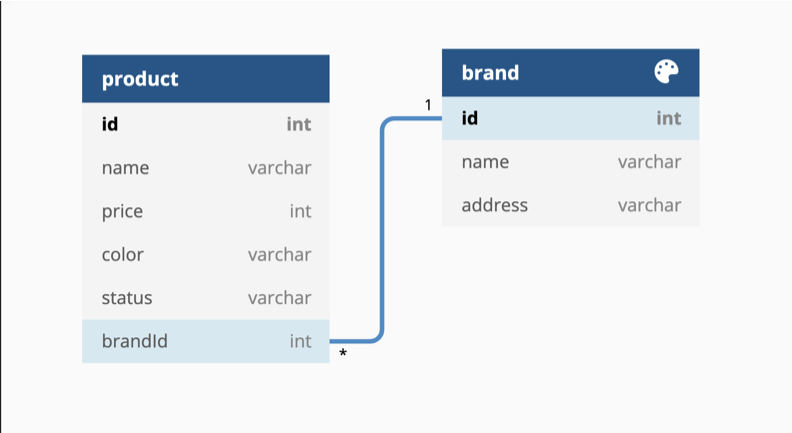 product
id int
name varchar
price int
color varchar
status varchar
brandId int
*
1
brand
id int
name varchar
address varchar